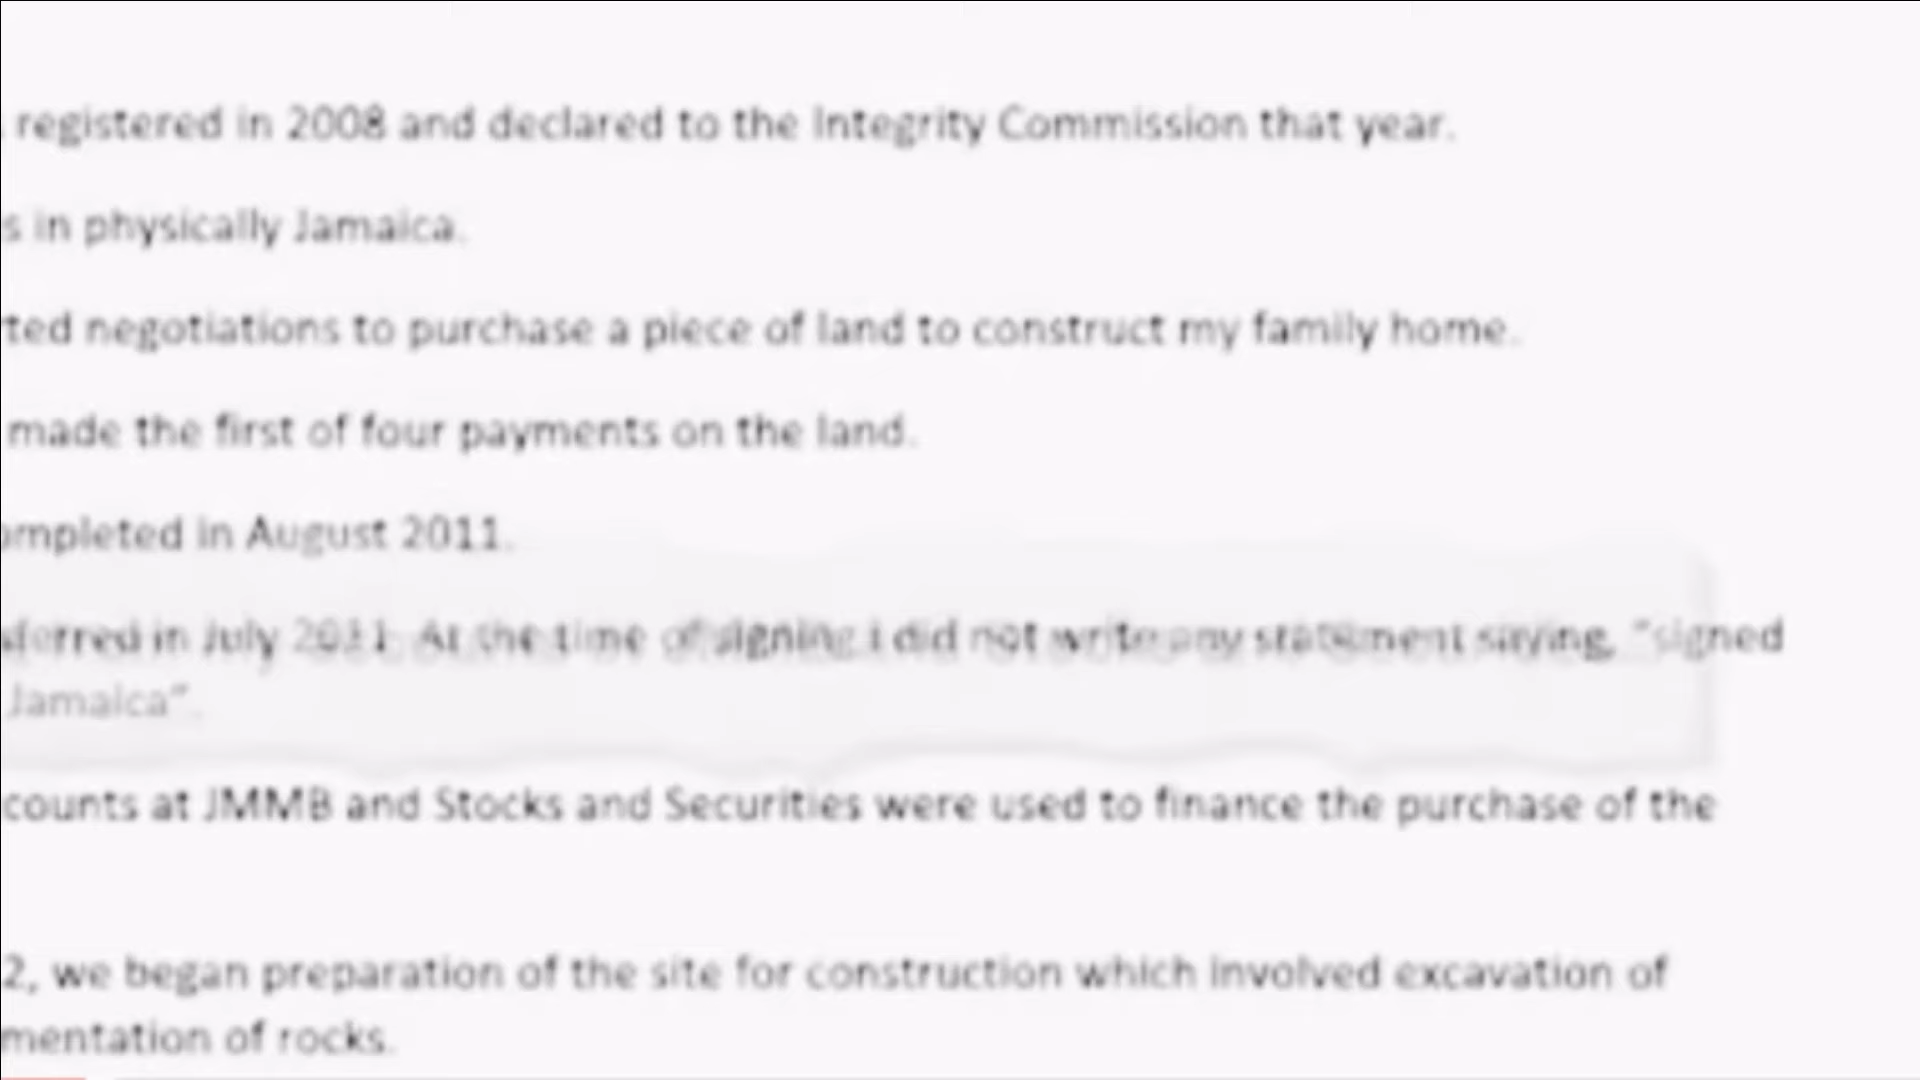 registered in 2008 and declared to the Integrity Commission that year.
s in physically Jamaica.
rted negotiations to purchase a piece of land to construct my family home.
made the first of four payments on the land.
ompleted in August 2011.
sferred in July 2011. At the time of signing I did not write any statement saying, "signed
Jamaica".
counts at JMMB and Stocks and Securities were used to finance the purchase of the
2, we began preparation of the site for construction which involved excavation of
mentation of rocks.